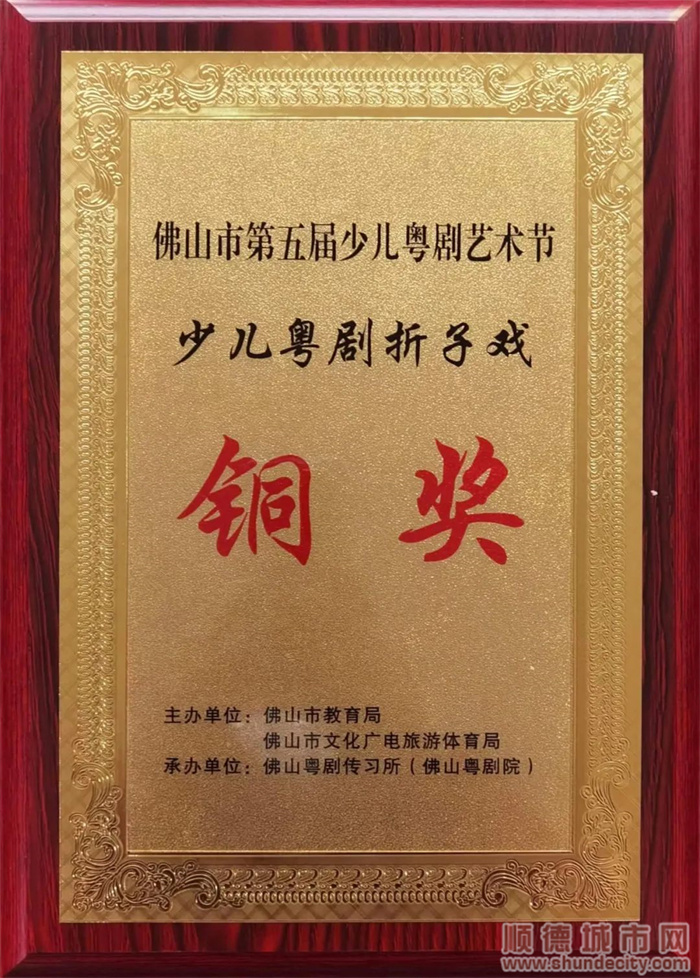 佛山市第五届少儿粤剧艺术节
少儿粤剧折子戏
铜奖
主办单位：佛山市教育局
佛山市文化广电旅游体育局
承办单位：佛山粤剧传习所（佛山粤剧院）
顺德城市网
www.shundecity.com